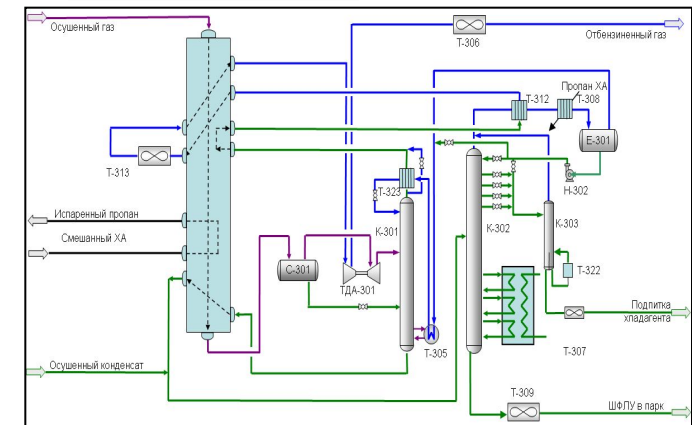 Осушенный газ
Т-306
Отбензиненный газ
Пропан ХА
Т-312
Т-308
Е-301
Т-313
Н-302
Т-323
К-301
К-302
К-303
Испаренный пропан
Смешанный ХА
С-301
ТДА-301
Т-322
Подпитка
хладагента
Т-305
Т-307
Осушенный конденсат
Т-309
ШФЛУ в парк